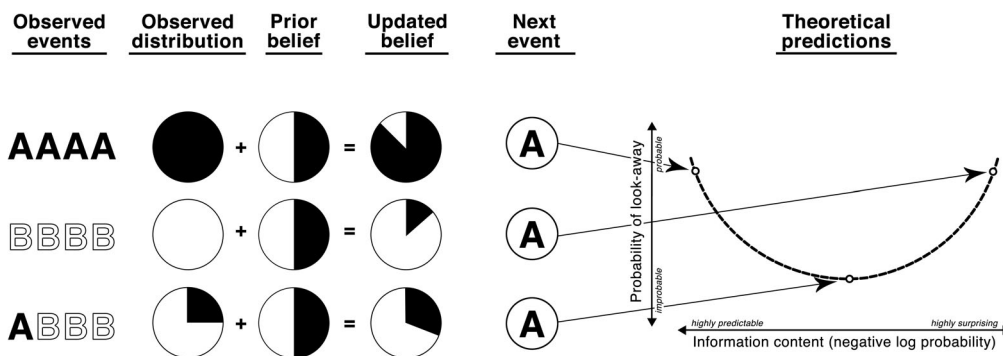 Observed events
Observed distribution
Prior belief
Updated belief
Next event
Theoretical predictions
AAAA + = A
BBBB + = A
ABBB + = A
Probability of look-away
probable
improbable
highly predictable
highly surprising
Information content (negative log probability)